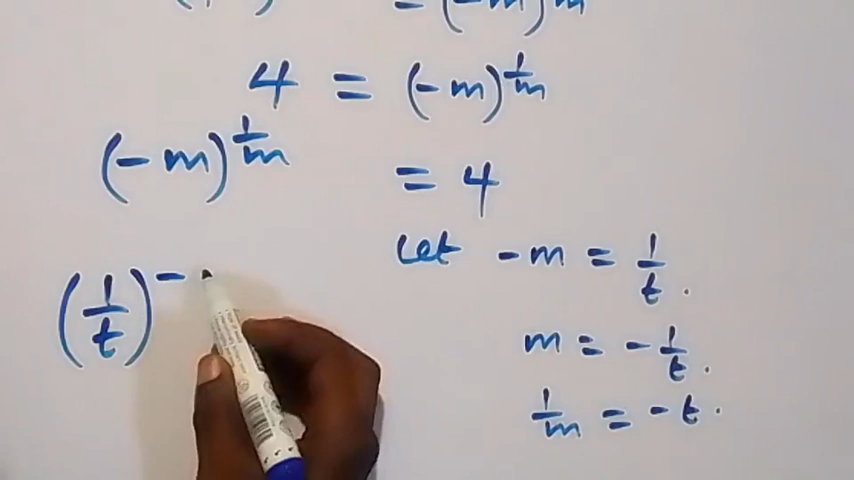 = (-m)m
4 = (-m)^1/m
(-m)^1/m = 4
Let -m = 1/t.
(1/t)^-
m = -1/t.
1/m = -t.